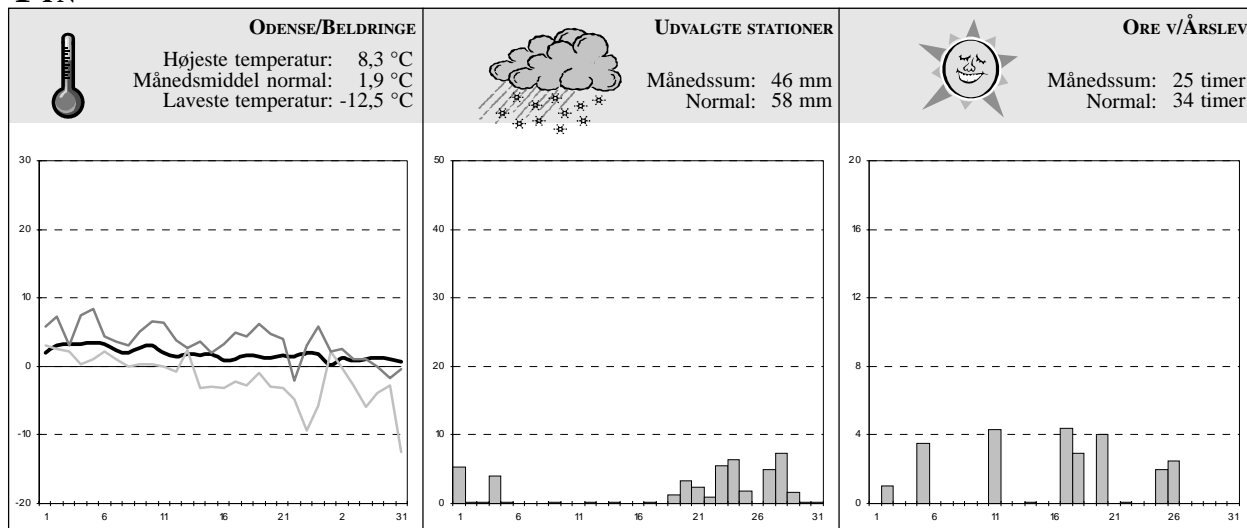 ODENSE/BELDRINGE
Højeste temperatur: 8,3 °C
Månedsmiddel normal: 1,9 °C
Laveste temperatur: -12,5 °C
30
20
10
0
-10
-20
1 6 11 16 21 2 31
UDVALGTE STATIONER
Månedssum: 46 mm
Normal: 58 mm
50
40
30
20
10
0
1 6 11 16 21 26 31
ORE V/ÅRSLEV
Månedssum: 25 timer
Normal: 34 timer
20
16
12
8
4
0
1 6 11 16 21 26 31